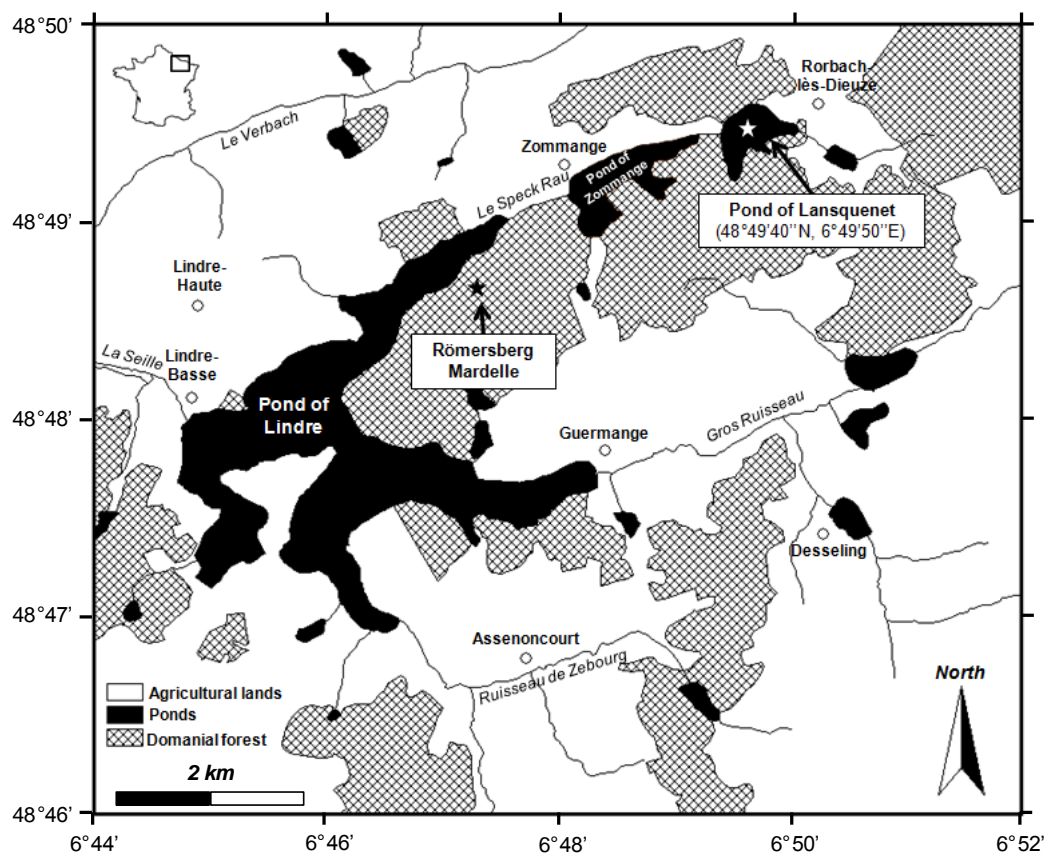 48°50'
Rorbach
lès-Dieuze
Le Verbach
Zommange
Pond of
Zommange
Le Speck Rau
48°49'
Pond of Lansquenet
(48°49'40''N, 6°49'50''E)
Lindre-
Haute
Römersberg
Mardelle
La Seille
Lindre-
Basse
48°48'
Pond of
Lindre
Guermange
Gros Ruisseau
Desseling
48°47'
Assenoncourt
Ruisseau de Zebourg
North
Agricultural lands
Ponds
Domanial forest
2 km
48°46'
6°44'
6°46'
6°48'
6°50'
6°52'